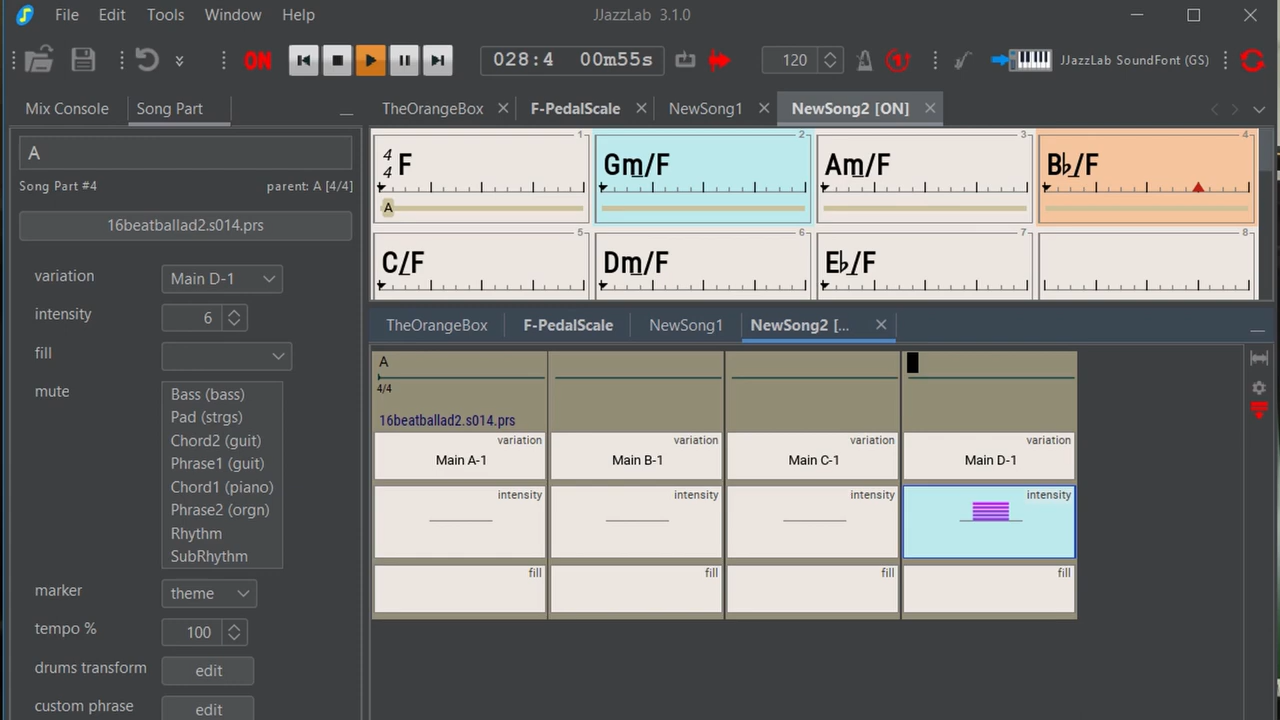 File Edit Tools Window Help JJazzLab 3.1.0
ON 028:4 00m55s 120 JJazzLab SoundFont (GS)
Mix Console Song Part
TheOrangeBox F-PedalScale NewSong1 NewSong2 [ON]
A
Song Part #4 parent: A [4/4]
16beatballad2.s014.prs
variation Main D-1
intensity 6
fill
mute
Bass (bass)
Pad (strgs)
Chord2 (guit)
Phrase1 (guit)
Chord1 (piano)
Phrase2 (orgn)
Rhythm
SubRhythm
marker theme
tempo % 100
drums transform edit
custom phrase edit
1 2 3 4
4/4 F Gm/F Am/F B♭/F
A
5 6 7 8
C/F Dm/F E♭/F
TheOrangeBox F-PedalScale NewSong1 NewSong2 [...
A
4/4
16beatballad2.s014.prs
variation variation variation variation
Main A-1 Main B-1 Main C-1 Main D-1
intensity intensity intensity intensity
fill fill fill fill